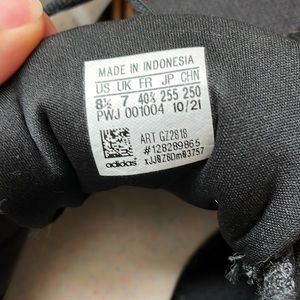 MADE IN INDONESIA
US UK FR JP CHN
8½ 7 40⅔ 255 250
PWJ 001004 10/21
ART GZ2818
#128289865
adidas